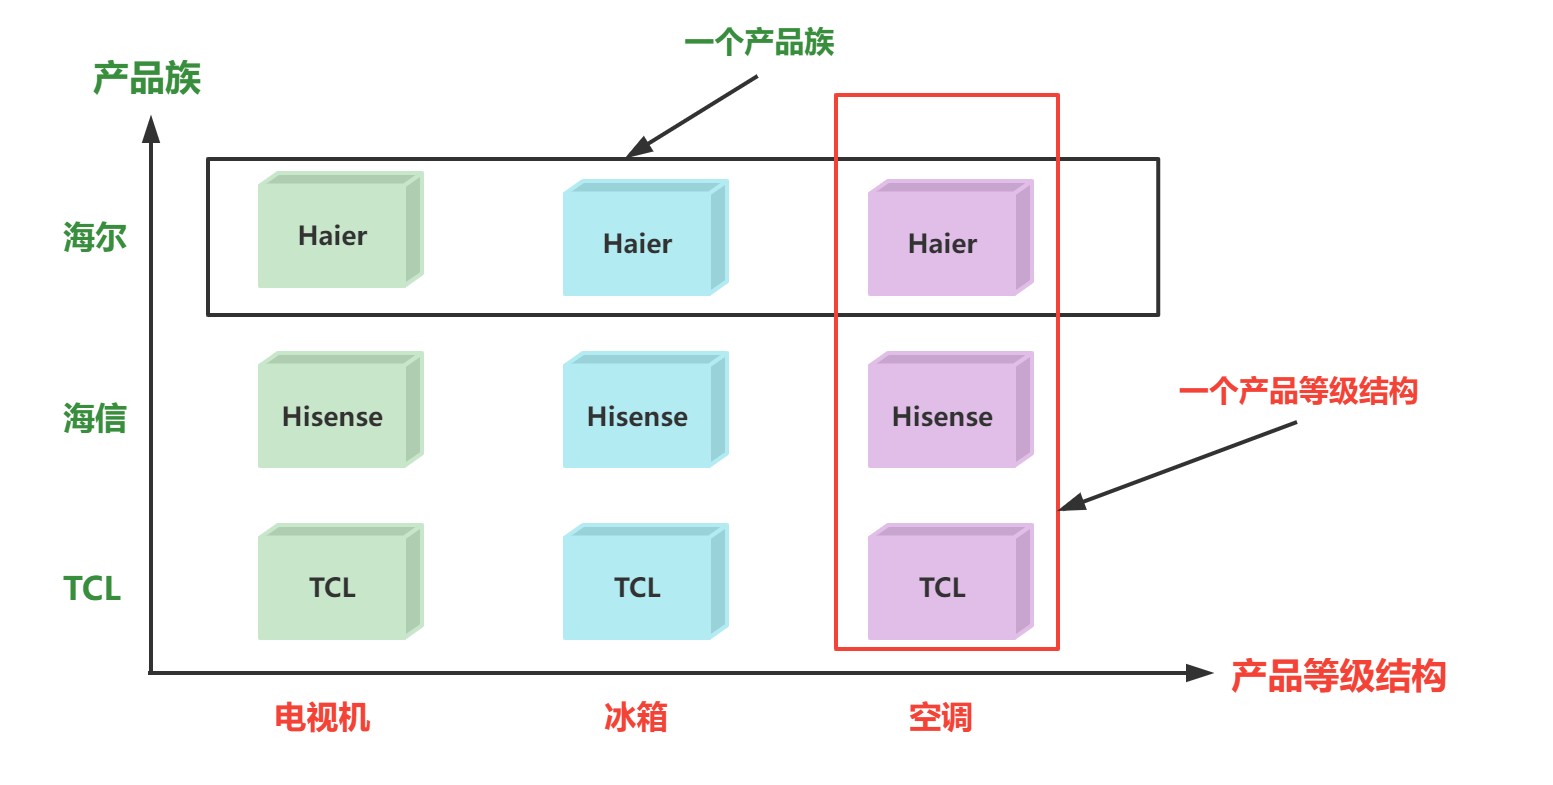 一个产品族
产品族
海尔
Haier
Haier
Haier
海信
Hisense
Hisense
Hisense
一个产品等级结构
TCL
TCL
TCL
TCL
产品等级结构
电视机
冰箱
空调